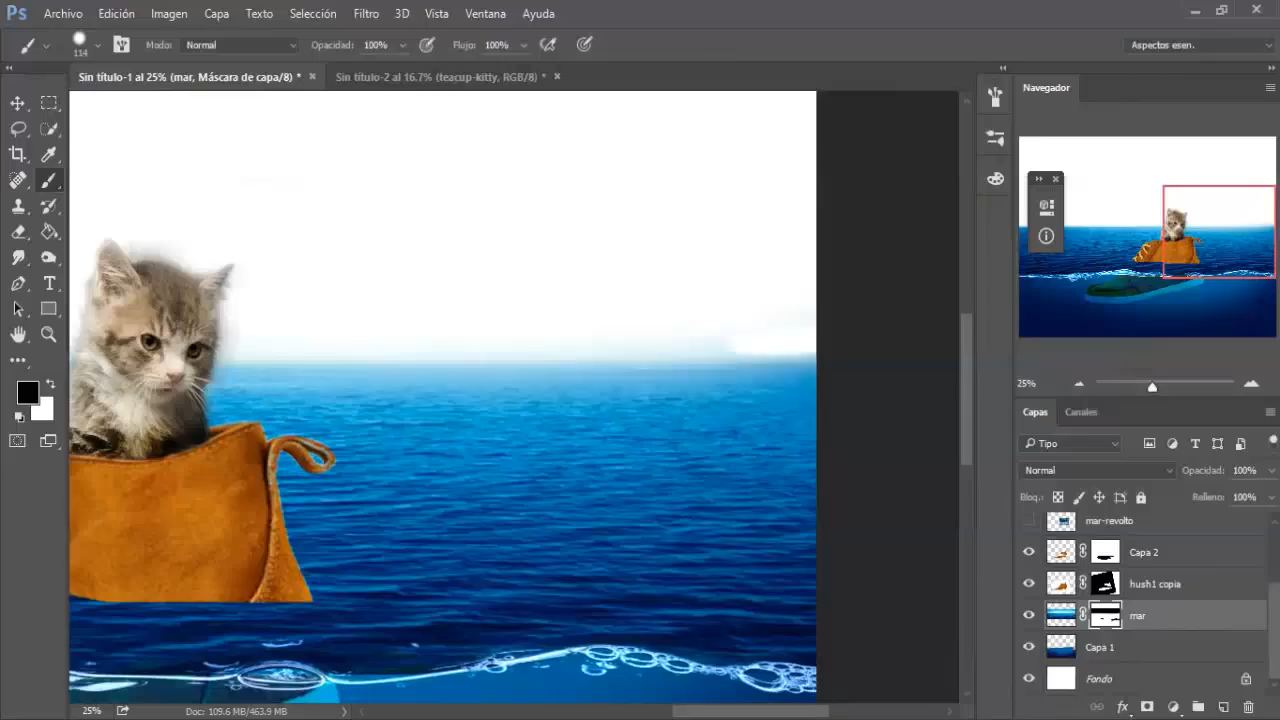 Ps Archivo Edición Imagen Capa Texto Selección Filtro 3D Vista Ventana Ayuda
114 Modo: Normal Opacidad: 100% Flujo: 100% Aspectos esen.
Sin título-1 al 25% (mar, Máscara de capa/8) * Sin título-2 al 16.7% (teacup-kitty, RGB/8) *
Navegador
25%
Capas Canales
Tipo
Normal Opacidad: 100%
Bloq.: Relleno: 100%
mar-revolto
Capa 2
hush1 copia
mar
Capa 1
Fondo
25% Doc: 109.6 MB/463.9 MB